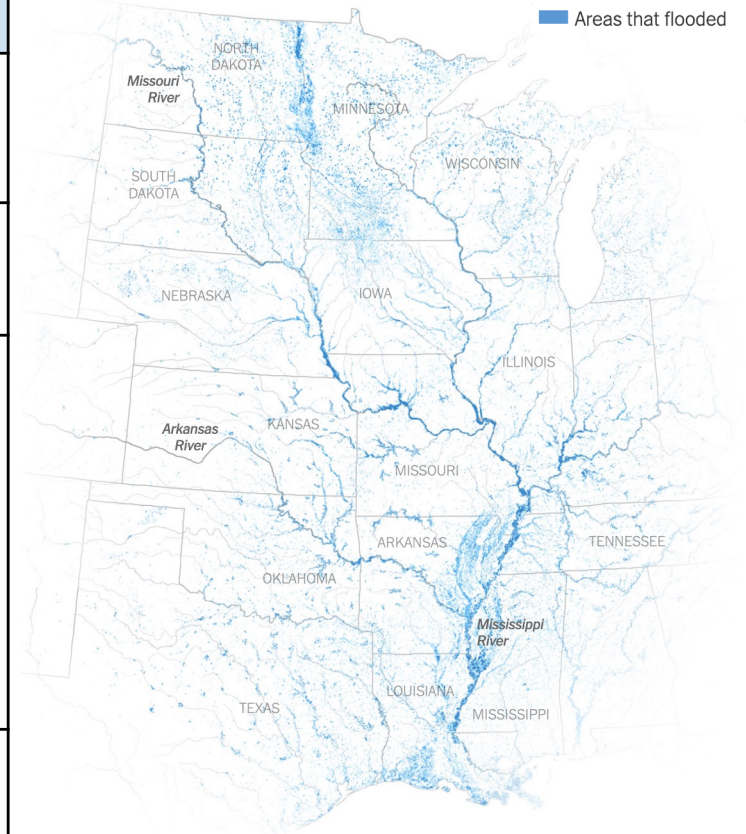 Areas that flooded
NORTH
DAKOTA
Missouri
River
MINNESOTA
WISCONSIN
SOUTH
DAKOTA
NEBRASKA
IOWA
ILLINOIS
Arkansas
River
KANSAS
MISSOURI
ARKANSAS
TENNESSEE
OKLAHOMA
Mississippi
River
LOUISIANA
TEXAS
MISSISSIPPI